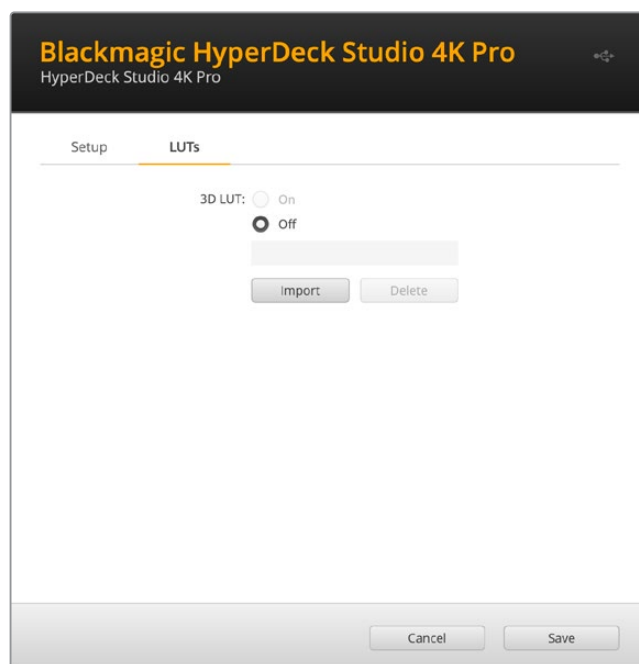 Blackmagic HyperDeck Studio 4K Pro
HyperDeck Studio 4K Pro
Setup LUTs
3D LUT: On
Off
Import Delete
Cancel Save